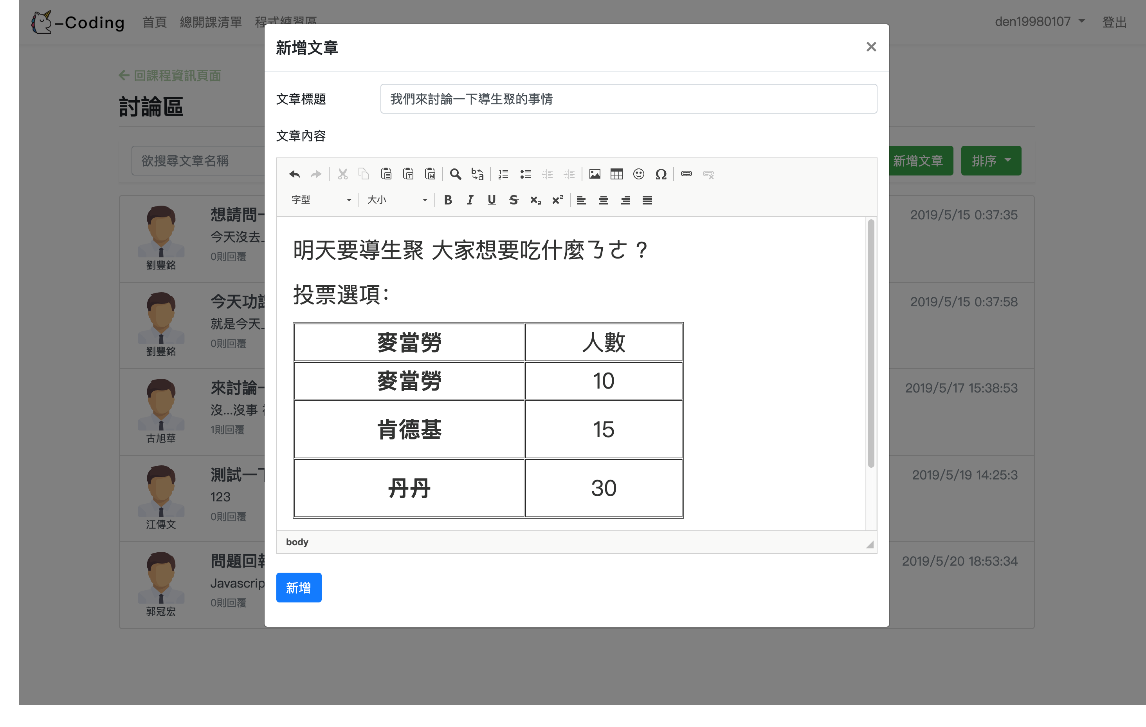 -Coding 首頁 總開課清單 程式練習區 den19980107 登出
新增文章 ×
← 回課程資訊頁面
討論區
文章標題 我們來討論一下導生聚的事情
文章內容
欲搜尋文章名稱 新增文章 排序
字型 大小 B I U S x₂ x²
明天要導生聚 大家想要吃什麼ㄋㄜ？
投票選項：
麥當勞 人數
麥當勞 10
肯德基 15
丹丹 30
body
新增
想請問一 2019/5/15 0:37:35
今天沒去
0則回覆
劉豐銘
今天功課 2019/5/15 0:37:58
就是今天
0則回覆
劉豐銘
來討論一 2019/5/17 15:38:53
沒...沒事
1則回覆
古旭華
測試一下 2019/5/19 14:25:3
123
0則回覆
江傳文
問題回報 2019/5/20 18:53:34
Javascrip
0則回覆
郭冠宏